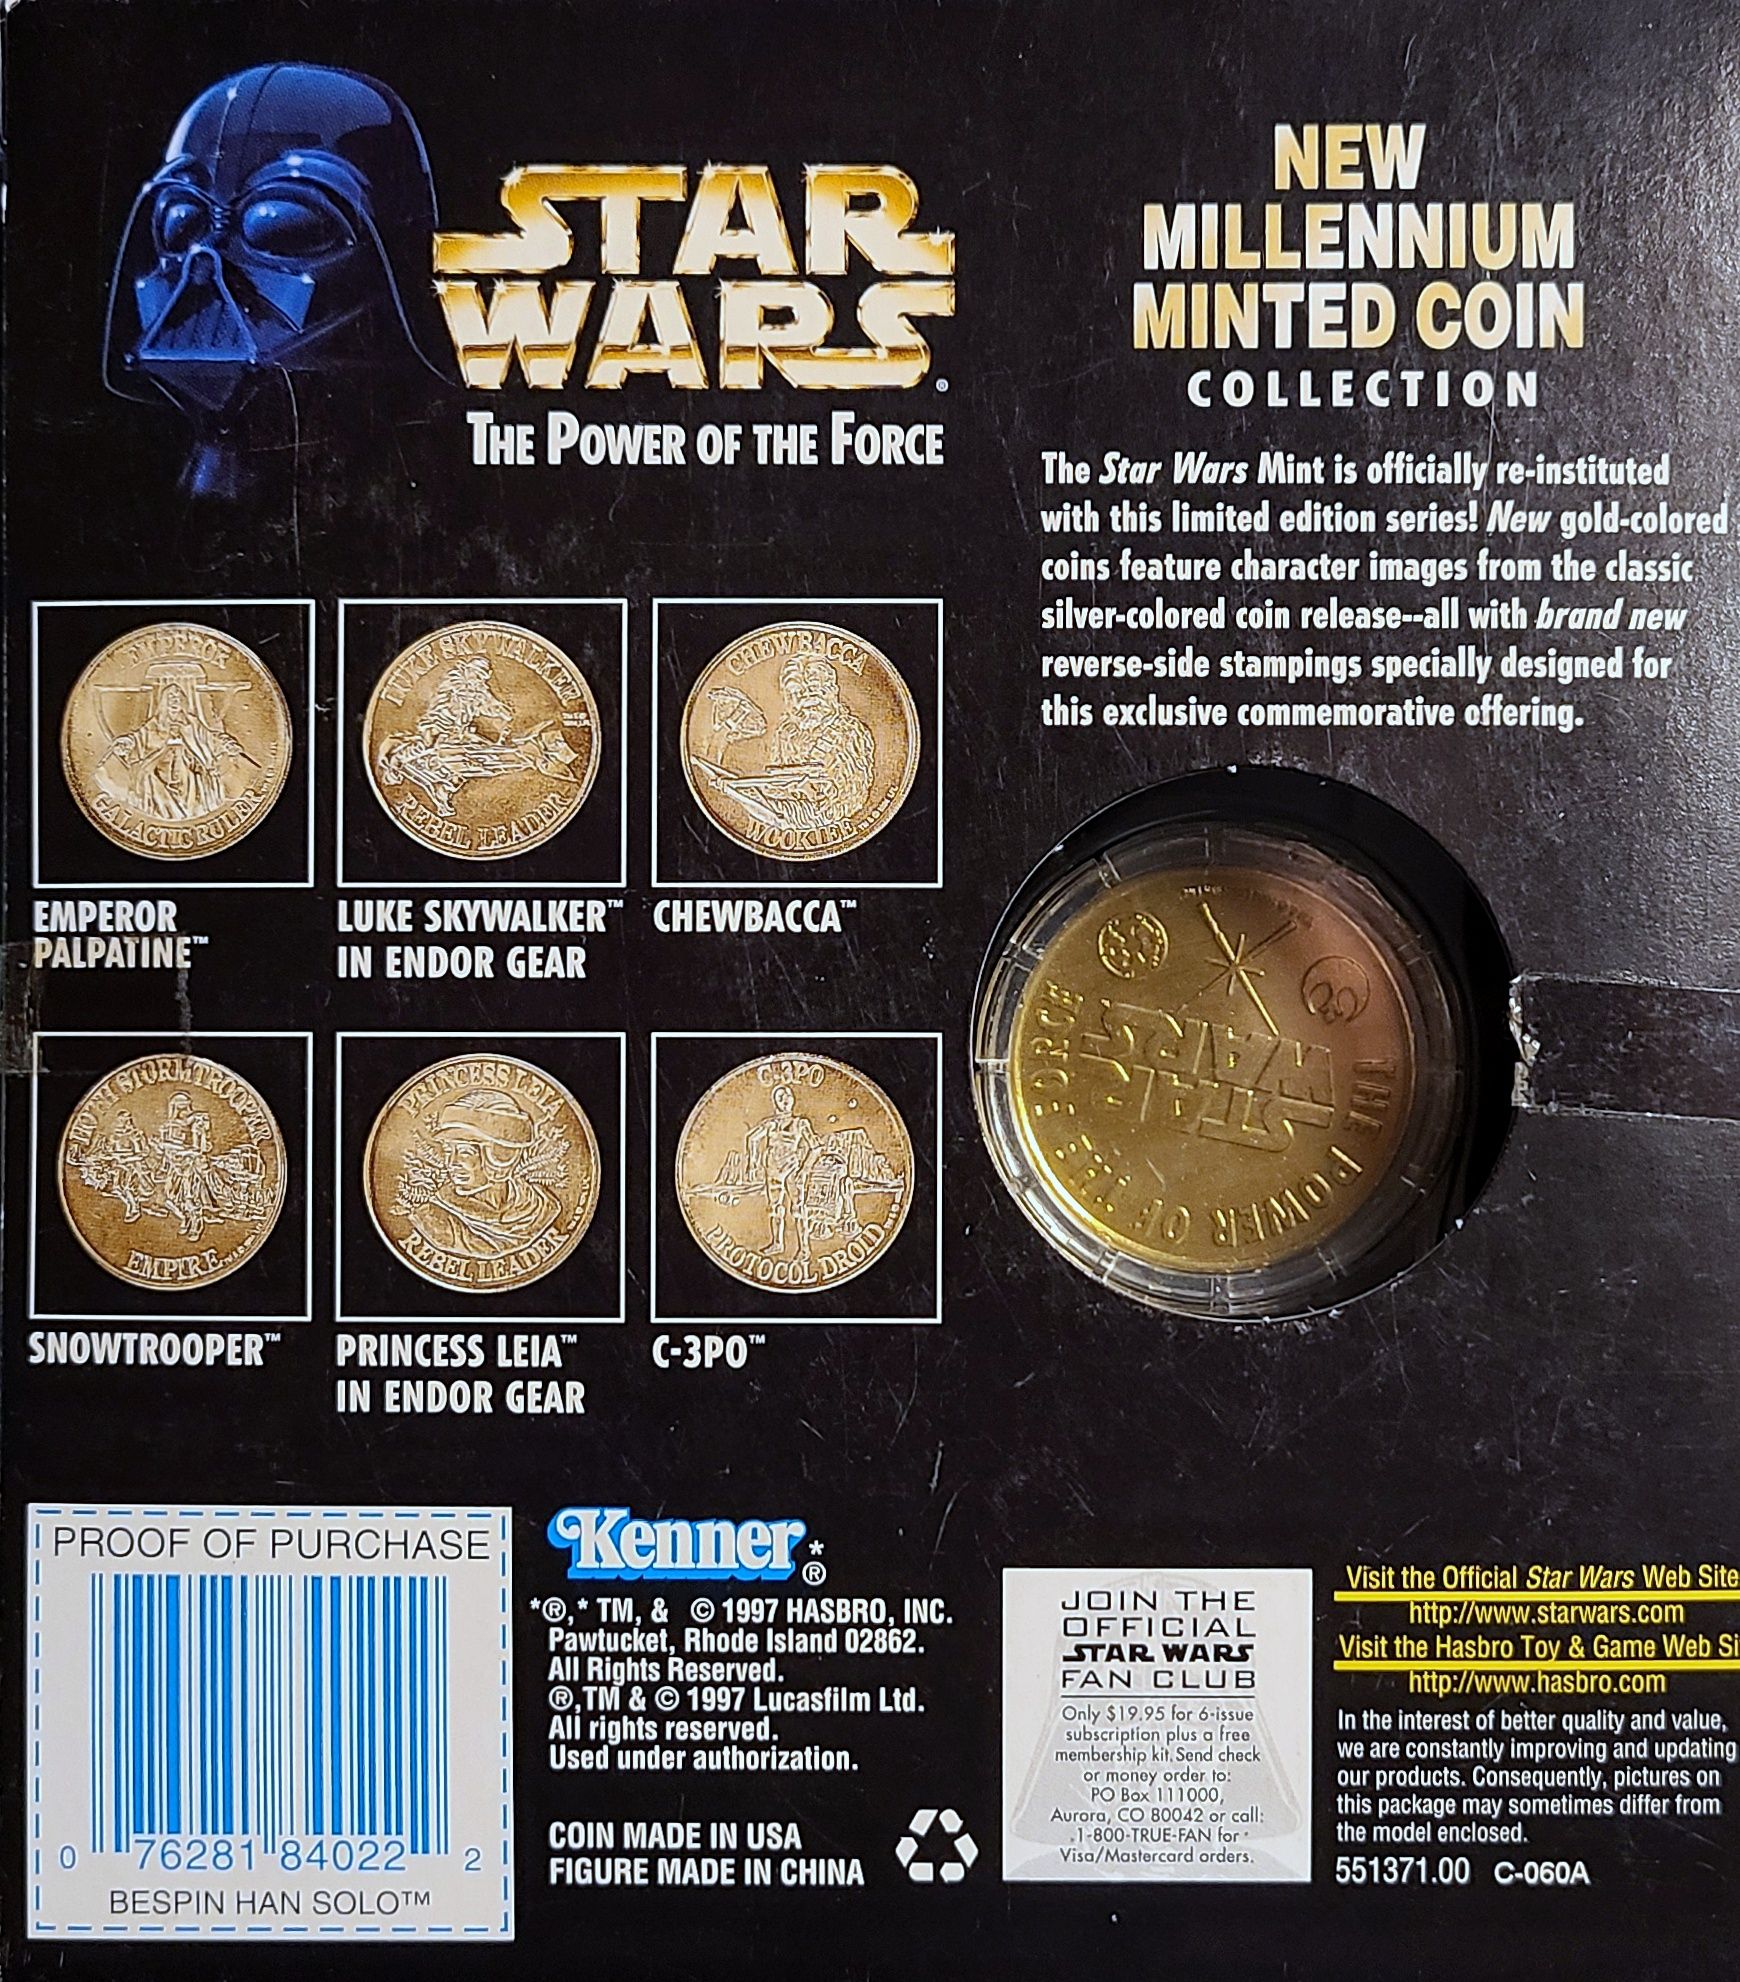 STAR
WARS®
THE POWER OF THE FORCE
NEW
MILLENNIUM
MINTED COIN
COLLECTION
The Star Wars Mint is officially re-instituted
with this limited edition series! New gold-colored
coins feature character images from the classic
silver-colored coin release--all with brand new
reverse-side stampings specially designed for
this exclusive commemorative offering.
EMPEROR
GALACTIC RULER
LUKE SKYWALKER
REBEL LEADER
CHEWBACCA
WOOKIEE
EMPEROR
PALPATINE™
LUKE SKYWALKER™
IN ENDOR GEAR
CHEWBACCA™
HOTH STORMTROOPER
EMPIRE
PRINCESS LEIA
REBEL LEADER
C-3PO
PROTOCOL DROID
SNOWTROOPER™
PRINCESS LEIA™
IN ENDOR GEAR
C-3PO™
STAR
WARS
THE POWER OF THE FORCE
PROOF OF PURCHASE
0 76281 84022 2
BESPIN HAN SOLO™
Kenner*®
*®,* TM, & © 1997 HASBRO, INC.
Pawtucket, Rhode Island 02862.
All Rights Reserved.
®,TM & © 1997 Lucasfilm Ltd.
All rights reserved.
Used under authorization.
COIN MADE IN USA
FIGURE MADE IN CHINA
JOIN THE
OFFICIAL
STAR WARS
FAN CLUB
Only $19.95 for 6-issue
subscription plus a free
membership kit. Send check
or money order to:
PO Box 111000,
Aurora, CO 80042 or call:
1-800-TRUE-FAN for
Visa/Mastercard orders.
Visit the Official Star Wars Web Site
http://www.starwars.com
Visit the Hasbro Toy & Game Web Si
http://www.hasbro.com
In the interest of better quality and value,
we are constantly improving and updating
our products. Consequently, pictures on
this package may sometimes differ from
the model enclosed.
551371.00 C-060A